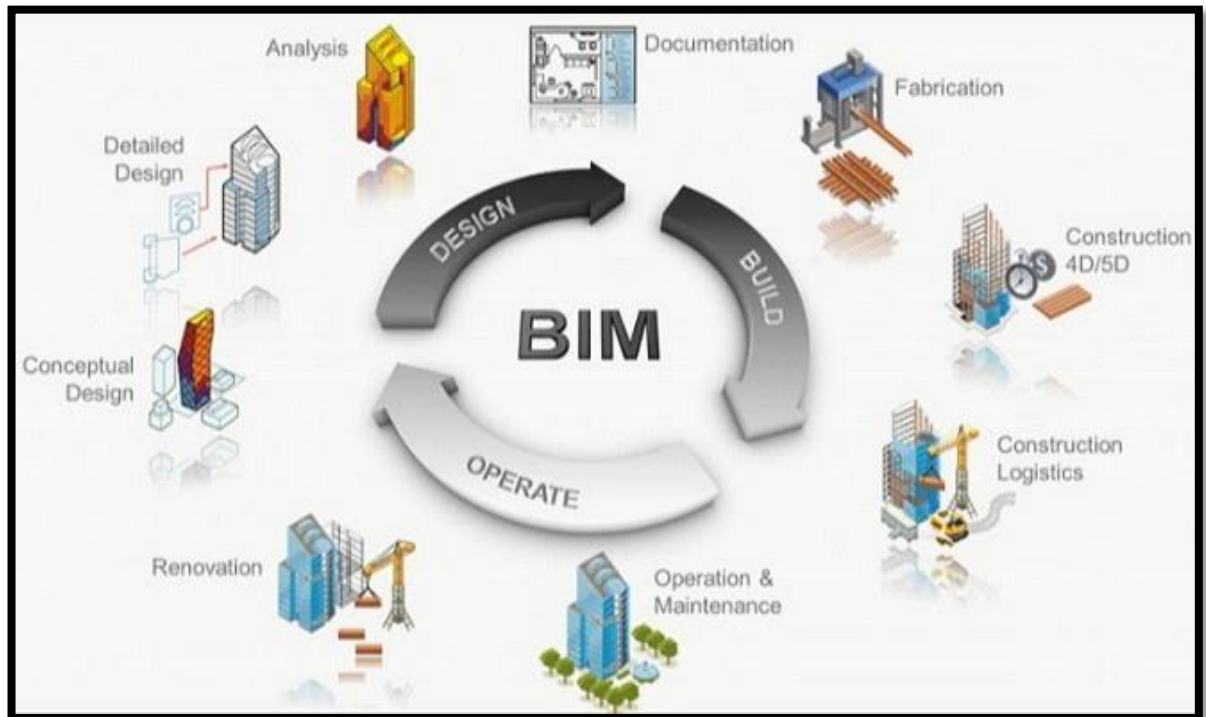 Analysis
Documentation
Fabrication
Detailed
Design
Construction
4D/5D
Conceptual
Design
DESIGN
BUILD
BIM
OPERATE
Construction
Logistics
Renovation
Operation &
Maintenance
$